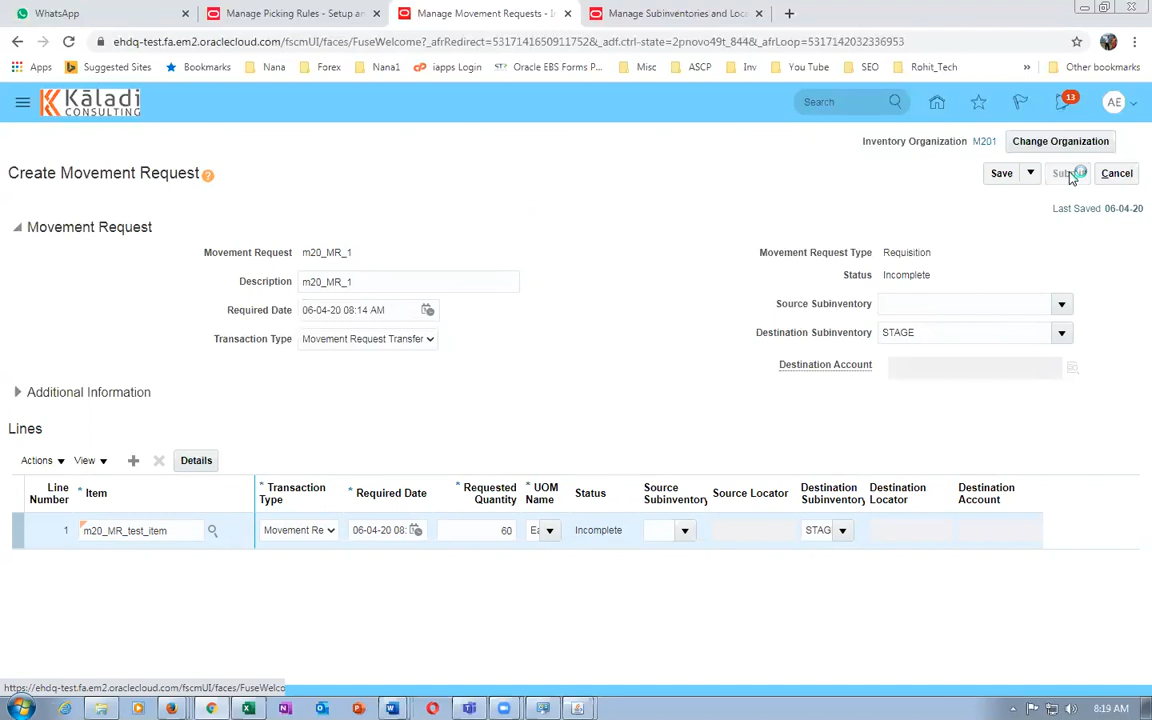 WhatsApp
Manage Picking Rules - Setup an
Manage Movement Requests - In
Manage Subinventories and Loca
ehdq-test.fa.em2.oraclecloud.com/fscmUI/faces/FuseWelcome?_afrRedirect=5317141650911752&_adf.ctrl-state=2pnovo49t_844&_afrLoop=5317142032336953
Apps Suggested Sites Bookmarks Nana Forex Nana1 iapps Login Oracle EBS Forms P... Misc ASCP Inv You Tube SEO Rohit_Tech » Other bookmarks
Kāladi
CONSULTING
Search
13
AE
Inventory Organization M201 Change Organization
Create Movement Request
Save Cancel
Last Saved 06-04-20
Movement Request
Movement Request m20_MR_1
Description m20_MR_1
Required Date 06-04-20 08:14 AM
Transaction Type Movement Request Transfer
Movement Request Type Requisition
Status Incomplete
Source Subinventory
Destination Subinventory STAGE
Destination Account
Additional Information
Lines
Actions View Details
Line Number * Item * Transaction Type * Required Date * Requested Quantity * UOM Name Status Source Subinventory Source Locator Destination Subinventory Destination Locator Destination Account
1 m20_MR_test_item Movement Re 06-04-20 08: 60 Ea Incomplete STAG
https://ehdq-test.fa.em2.oraclecloud.com/fscmUI/faces/FuseWelco
8:19 AM